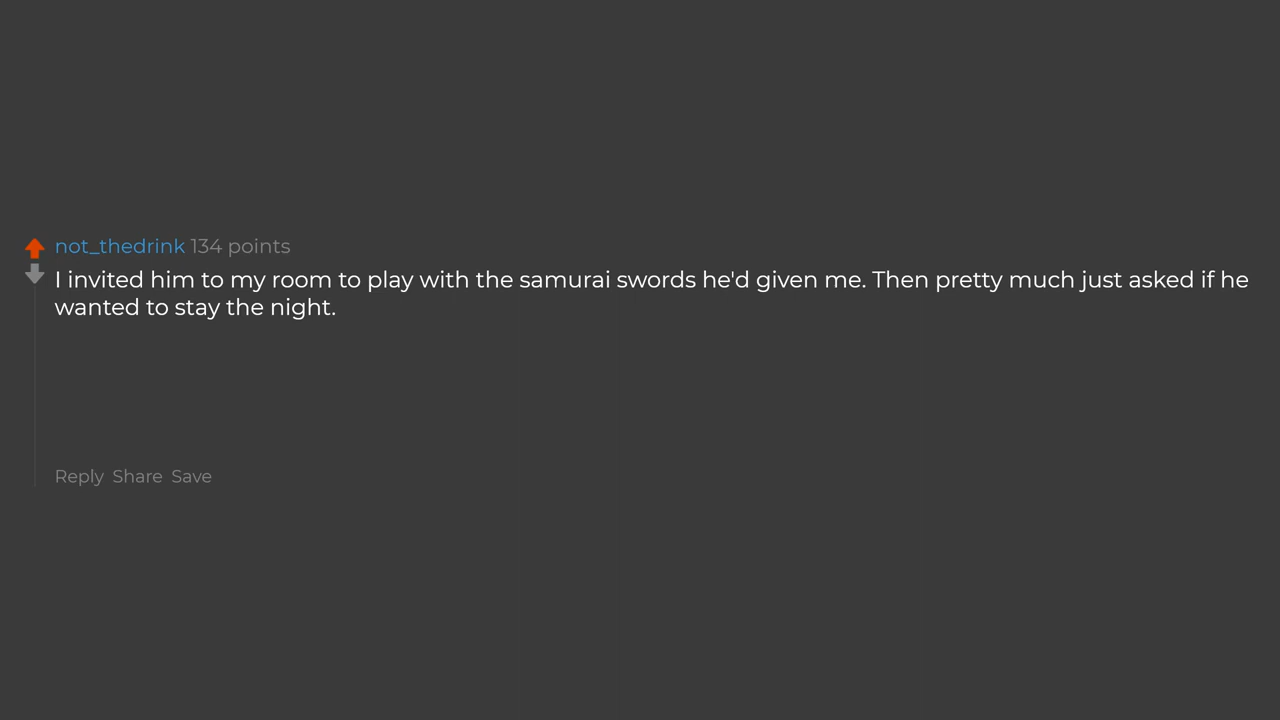 not_thedrink 134 points
I invited him to my room to play with the samurai swords he'd given me. Then pretty much just asked if he
wanted to stay the night.
Reply Share Save